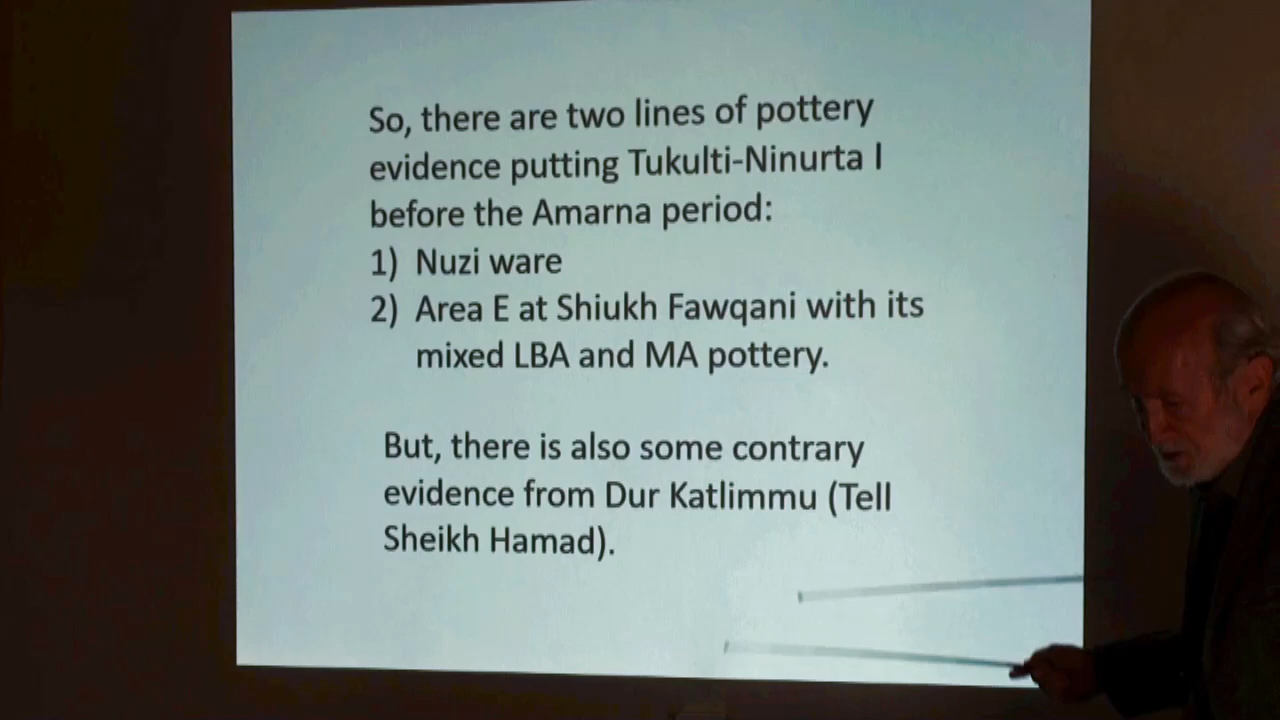 So, there are two lines of pottery
evidence putting Tukulti-Ninurta I
before the Amarna period:
1) Nuzi ware
2) Area E at Shiukh Fawqani with its
mixed LBA and MA pottery.
But, there is also some contrary
evidence from Dur Katlimmu (Tell
Sheikh Hamad).